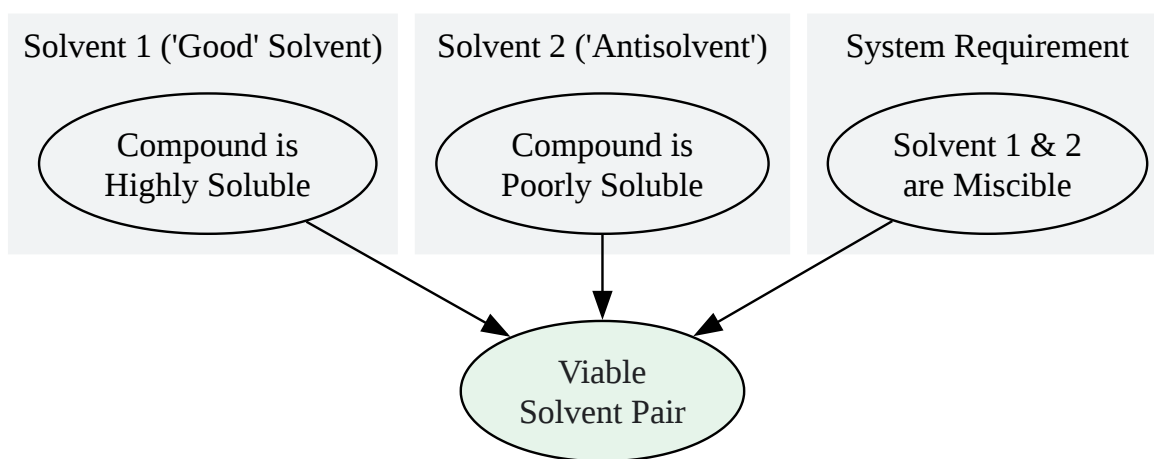 Solvent 1 ('Good' Solvent)
Compound is
Highly Soluble
Solvent 2 ('Antisolvent')
Compound is
Poorly Soluble
System Requirement
Solvent 1 & 2
are Miscible
Viable
Solvent Pair